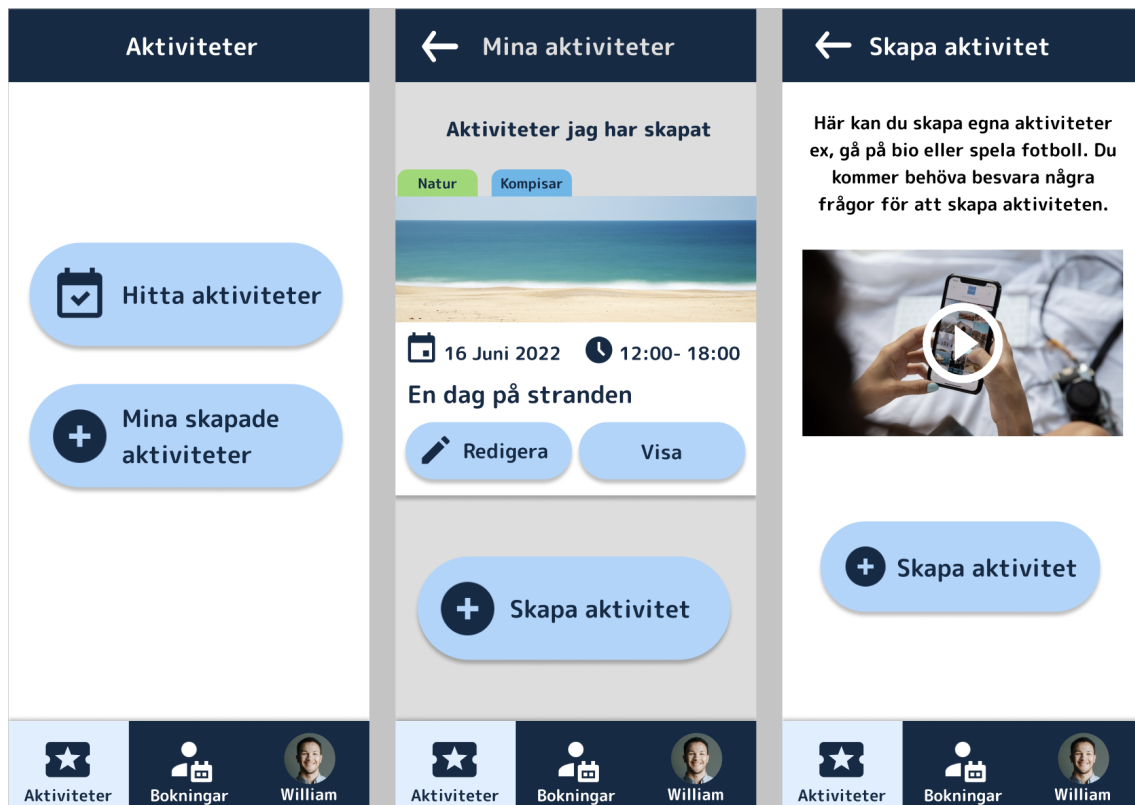 Aktiviteter
Hitta aktiviteter
Mina skapade
aktiviteter
Aktiviteter
Bokningar
William
Mina aktiviteter
Aktiviteter jag har skapat
Natur
Kompisar
16 Juni 2022
12:00- 18:00
En dag på stranden
Redigera
Visa
Skapa aktivitet
Aktiviteter
Bokningar
William
Skapa aktivitet
Här kan du skapa egna aktiviteter
ex, gå på bio eller spela fotboll. Du
kommer behöva besvara några
frågor för att skapa aktiviteten.
Skapa aktivitet
Aktiviteter
Bokningar
William